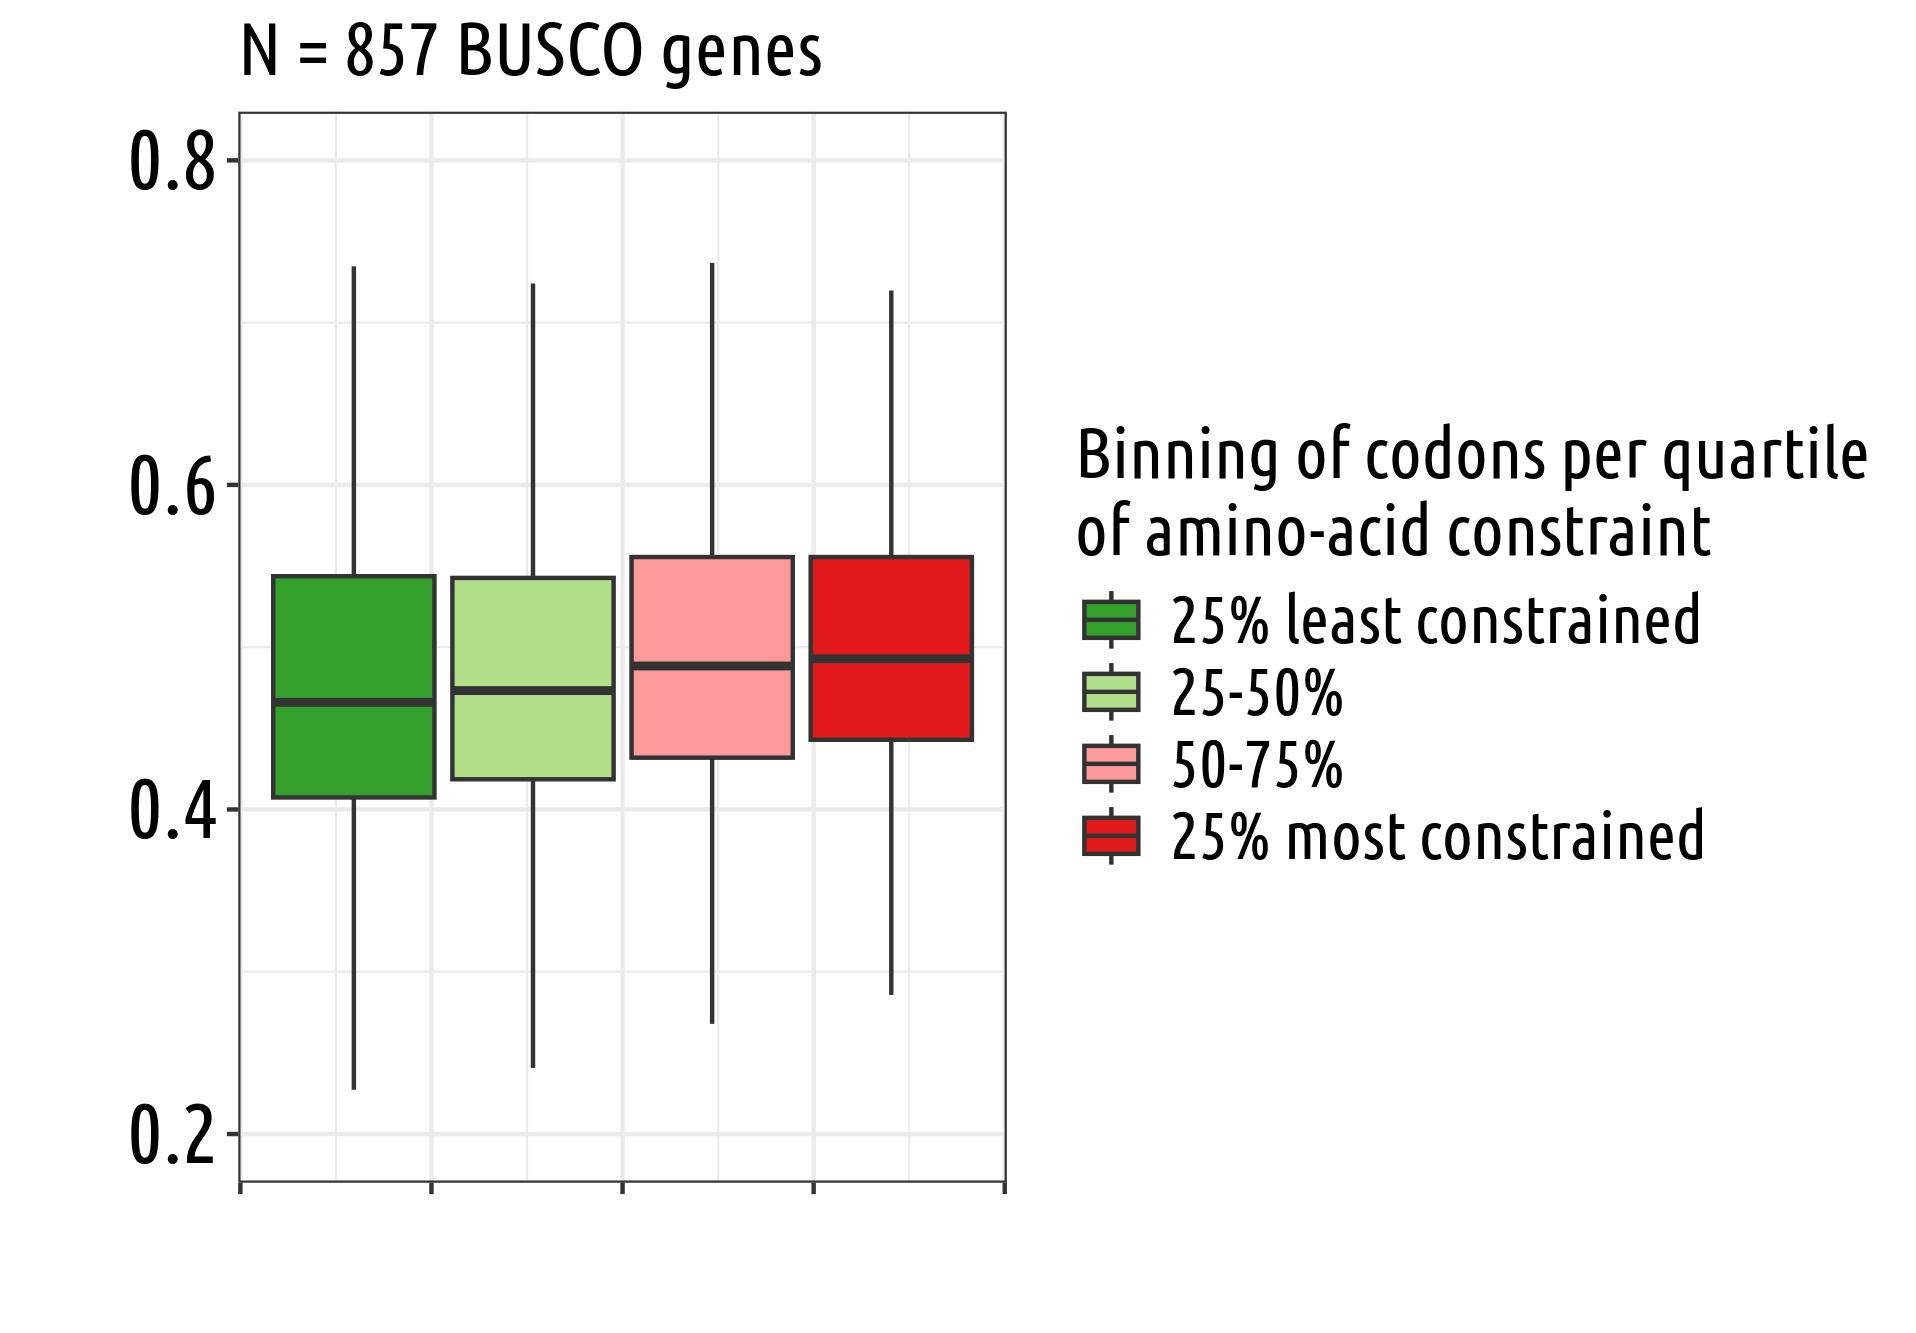 N = 857 BUSCO genes
0.8
0.6
0.4
0.2
Binning of codons per quartile
of amino-acid constraint
25% least constrained
25-50%
50-75%
25% most constrained